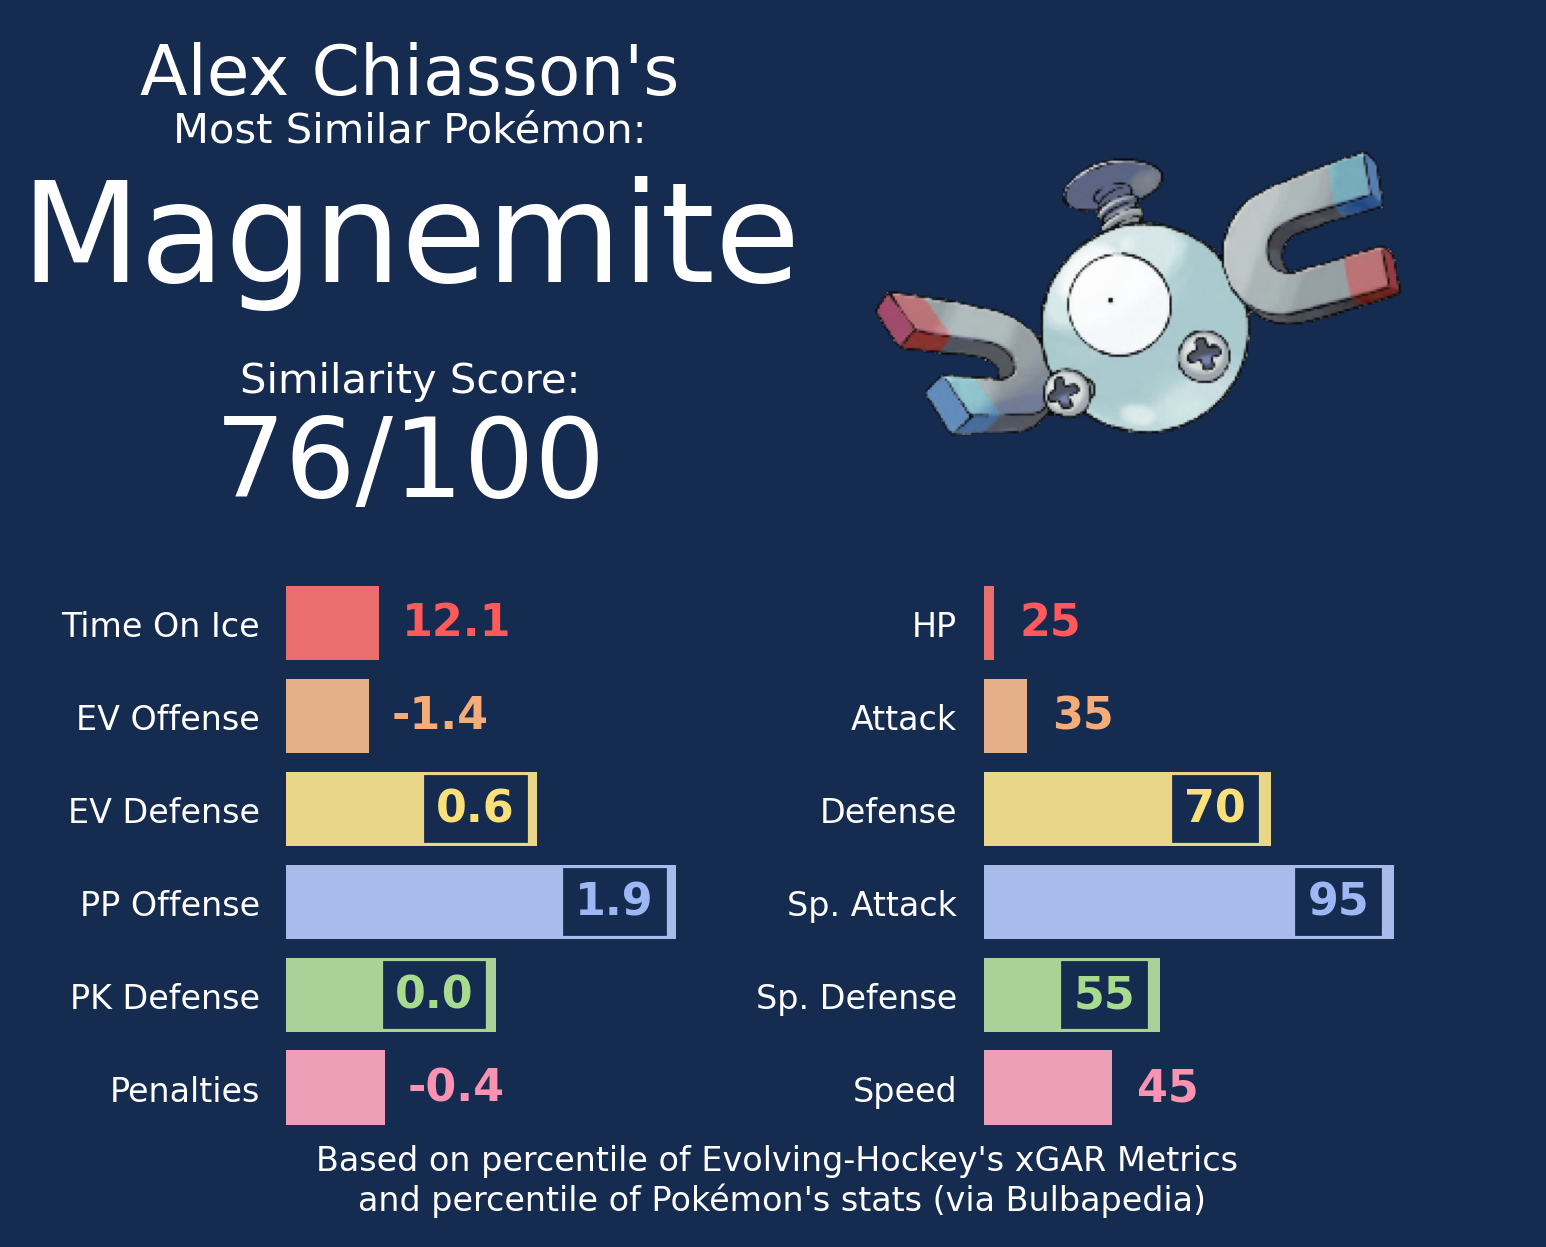 Alex Chiasson's
Most Similar Pokémon:
Magnemite
Similarity Score:
76/100
Time On Ice 12.1
EV Offense -1.4
EV Defense 0.6
PP Offense 1.9
PK Defense 0.0
Penalties -0.4
HP 25
Attack 35
Defense 70
Sp. Attack 95
Sp. Defense 55
Speed 45
Based on percentile of Evolving-Hockey's xGAR Metrics
and percentile of Pokémon's stats (via Bulbapedia)